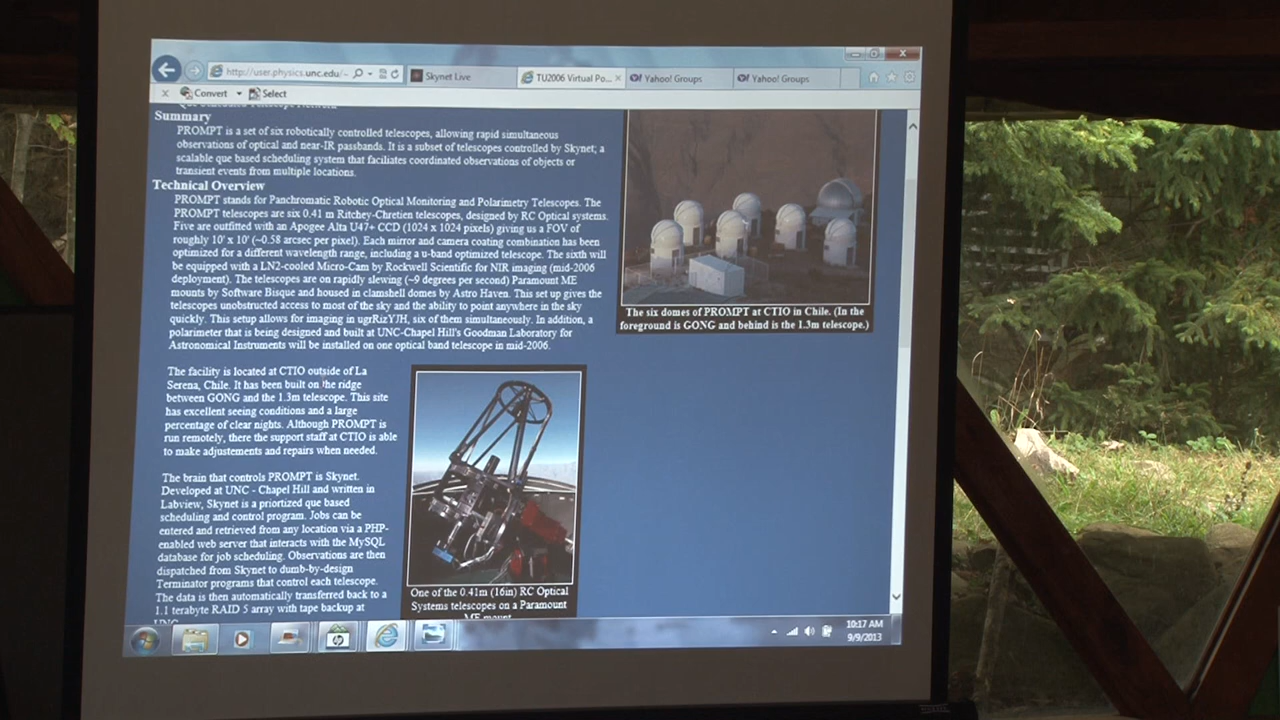 http://user.physics.unc.edu/~
Skynet Live
TU2006 Virtual Po...
Yahoo! Groups
Yahoo! Groups
Convert
Select
Summary
PROMPT is a set of six robotically controlled telescopes, allowing rapid simultaneous
observations of optical and near-IR passbands. It is a subset of telescopes controlled by Skynet; a
scalable que based scheduling system that faciliates coordinated observations of objects or
transient events from multiple locations.
Technical Overview
PROMPT stands for Panchromatic Robotic Optical Monitoring and Polarimetry Telescopes. The
PROMPT telescopes are six 0.41 m Ritchey-Chretien telescopes, designed by RC Optical systems.
Five are outfitted with an Apogee Alta U47+ CCD (1024 x 1024 pixels) giving us a FOV of
roughly 10' x 10' (~0.58 arcsec per pixel). Each mirror and camera coating combination has been
optimized for a different wavelength range, including a u-band optimized telescope. The sixth will
be equipped with a LN2-cooled Micro-Cam by Rockwell Scientific for NIR imaging (mid-2006
deployment). The telescopes are on rapidly slewing (~9 degrees per second) Paramount ME
mounts by Software Bisque and housed in clamshell domes by Astro Haven. This set up gives the
telescopes unobstructed access to most of the sky and the ability to point anywhere in the sky
quickly. This setup allows for imaging in ugrRizYJH, six of them simultaneously. In addition, a
polarimeter that is being designed and built at UNC-Chapel Hill's Goodman Laboratory for
Astronomical Instruments will be installed on one optical band telescope in mid-2006.
The six domes of PROMPT at CTIO in Chile. (In the
foreground is GONG and behind is the 1.3m telescope.)
The facility is located at CTIO outside of La
Serena, Chile. It has been built on the ridge
between GONG and the 1.3m telescope. This site
has excellent seeing conditions and a large
percentage of clear nights. Although PROMPT is
run remotely, there the support staff at CTIO is able
to make adjustements and repairs when needed.
The brain that controls PROMPT is Skynet.
Developed at UNC - Chapel Hill and written in
Labview, Skynet is a priortized que based
scheduling and control program. Jobs can be
entered and retrieved from any location via a PHP-
enabled web server that interacts with the MySQL
database for job scheduling. Observations are then
dispatched from Skynet to dumb-by-design
Terminator programs that control each telescope.
The data is then automatically transferred back to a
1.1 terabyte RAID 5 array with tape backup at
UNC
One of the 0.41m (16in) RC Optical
Systems telescopes on a Paramount
ME mount
hp
10:17 AM
9/9/2013